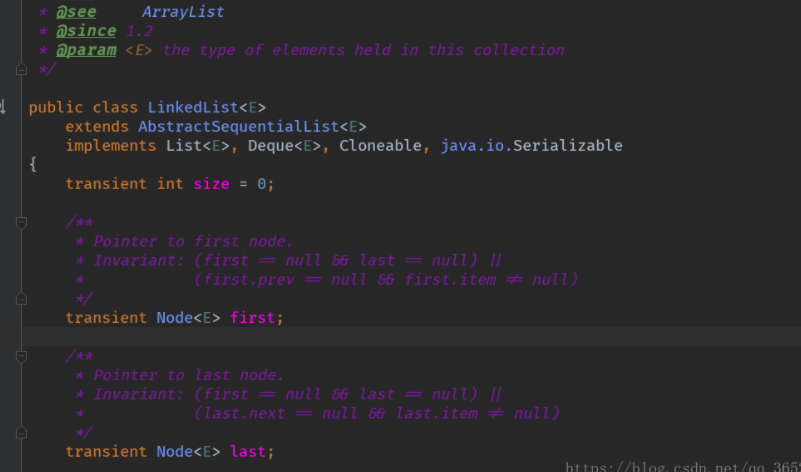 * @see     ArrayList
* @since 1.2
* @param <E> the type of elements held in this collection
*/
public class LinkedList<E>
    extends AbstractSequentialList<E>
    implements List<E>, Deque<E>, Cloneable, java.io.Serializable
{
    transient int size = 0;
    /**
     * Pointer to first node.
     * Invariant: (first == null && last == null) ||
     *            (first.prev == null && first.item != null)
     */
    transient Node<E> first;
    /**
     * Pointer to last node.
     * Invariant: (first == null && last == null) ||
     *            (last.next == null && last.item != null)
     */
    transient Node<E> last;
https://blog.csdn.net/qq_365